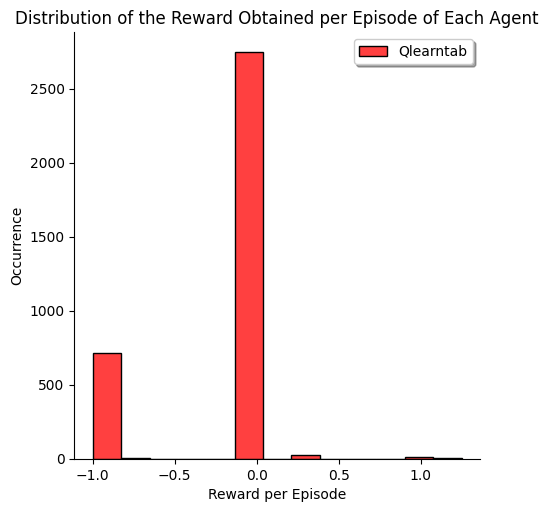 Distribution of the Reward Obtained per Episode of Each Agent
Qlearntab
Occurrence
2500
2000
1500
1000
500
0
−1.0 −0.5 0.0 0.5 1.0
Reward per Episode